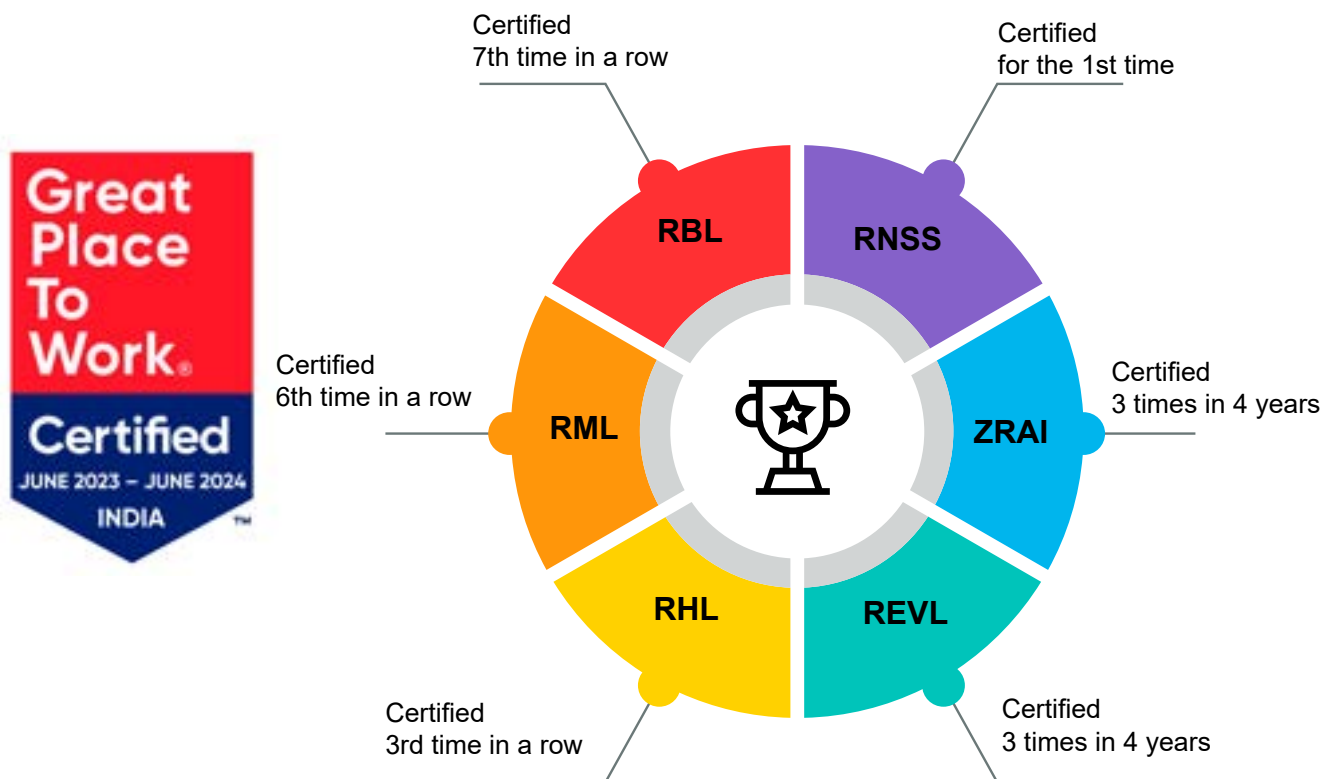 Great
Place
To
Work®
Certified
JUNE 2023 – JUNE 2024
INDIA
TM
Certified
7th time in a row
Certified
for the 1st time
RBL
RNSS
Certified
6th time in a row
RML
ZRAI
Certified
3 times in 4 years
RHL
REVL
Certified
3rd time in a row
Certified
3 times in 4 years